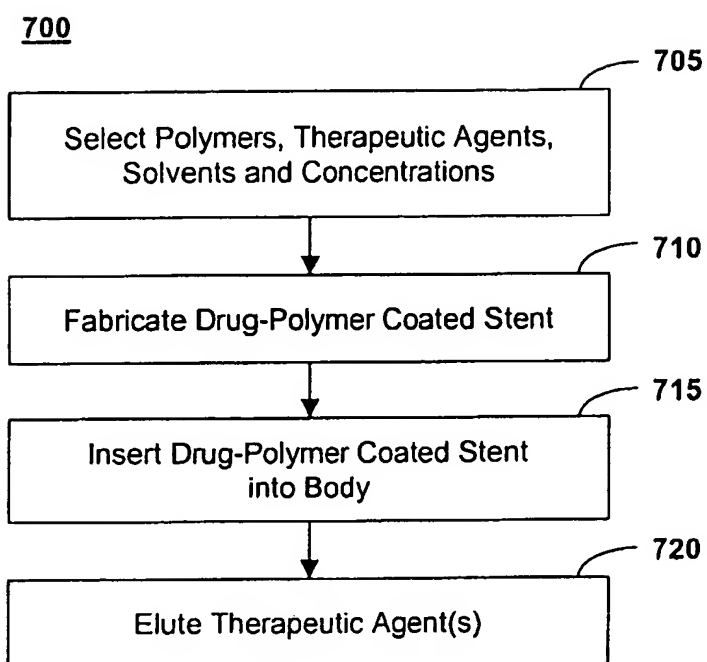 700
705
Select Polymers, Therapeutic Agents,
Solvents and Concentrations
710
Fabricate Drug-Polymer Coated Stent
715
Insert Drug-Polymer Coated Stent
into Body
720
Elute Therapeutic Agent(s)